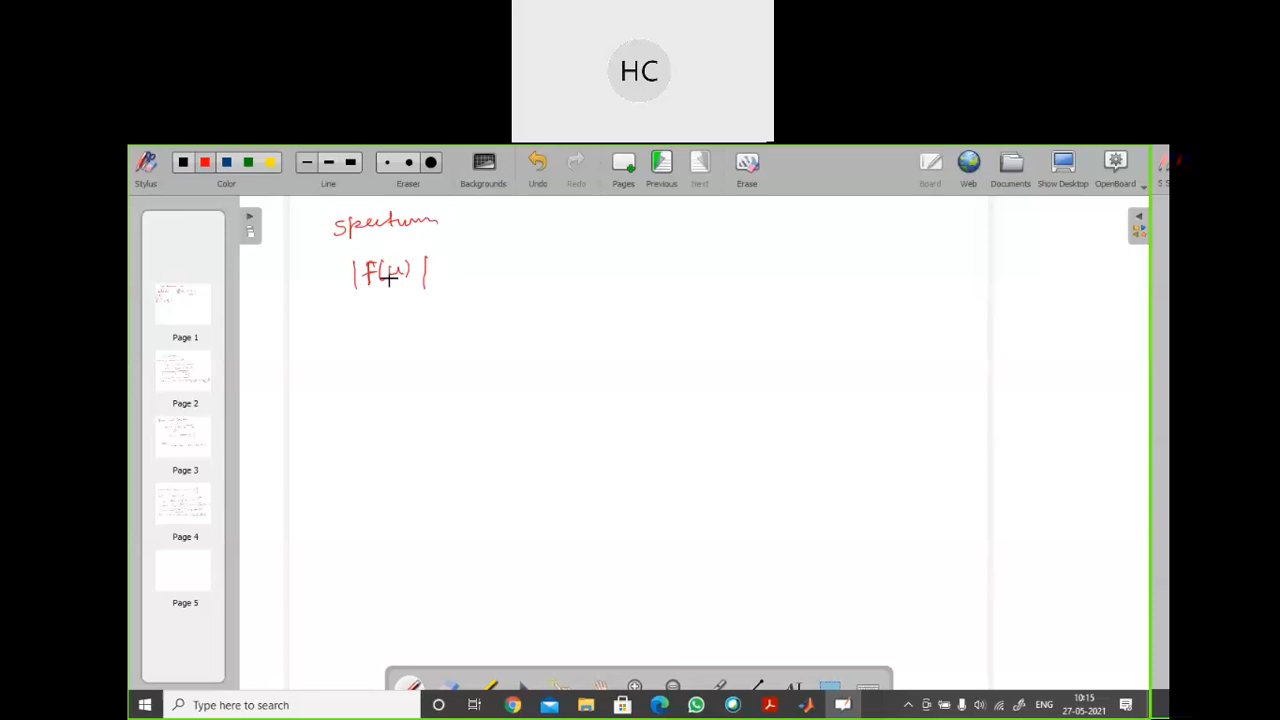 HC
Stylus Color Line Eraser Backgrounds Undo Redo Pages Previous Next Erase Board Web Documents Show Desktop OpenBoard
spectrum
|F(μ)|
Page 1
Page 2
Page 3
Page 4
Page 5
Type here to search
ENG
10:15
27-05-2021